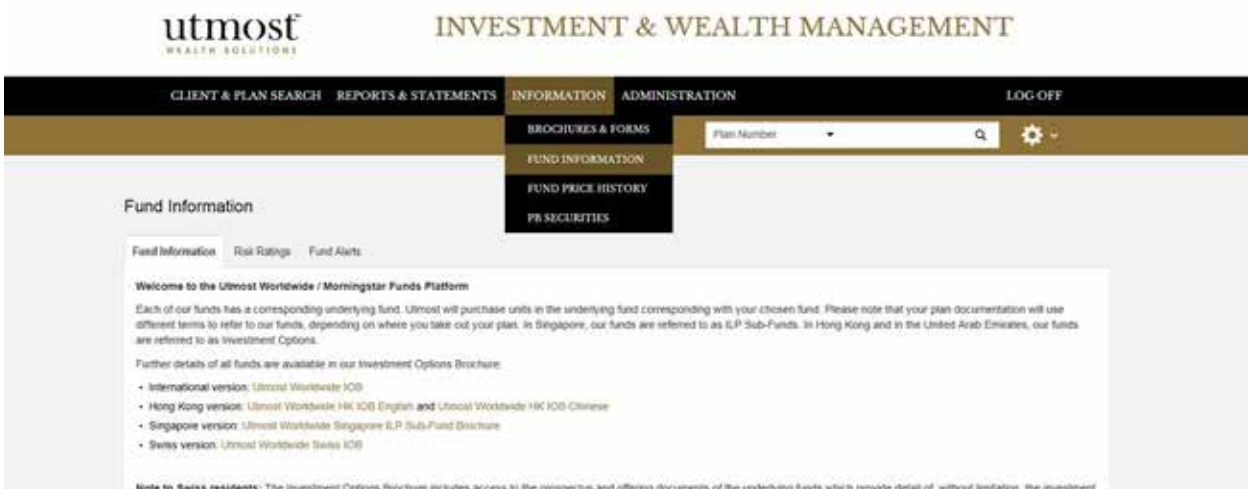 utmost
WEALTH SOLUTIONS
INVESTMENT & WEALTH MANAGEMENT
CLIENT & PLAN SEARCH REPORTS & STATEMENTS INFORMATION ADMINISTRATION LOG OFF
BROCHURES & FORMS
Plan Number
FUND INFORMATION
FUND PRICE HISTORY
PB SECURITIES
Fund Information
Fund Information Risk Ratings Fund Alerts
Welcome to the Utmost Worldwide / Morningstar Funds Platform
Each of our funds has a corresponding underlying fund. Utmost will purchase units in the underlying fund corresponding with your chosen fund. Please note that your plan documentation will use
different terms to refer to our funds, depending on where you take out your plan. In Singapore, our funds are referred to as ILP Sub-Funds. In Hong Kong and in the United Arab Emirates, our funds
are referred to as Investment Options.
Further details of all funds are available in our Investment Options Brochure:
• International version: Utmost Worldwide IOB
• Hong Kong version: Utmost Worldwide HK IOB English and Utmost Worldwide HK IOB Chinese
• Singapore version: Utmost Worldwide Singapore ILP Sub-Fund Brochure
• Swiss version: Utmost Worldwide Swiss IOB
Note to Swiss residents: The Investment Options Brochure includes access to the prospectus and offering documents of the underlying funds which provide detail of, without limitation, the investment